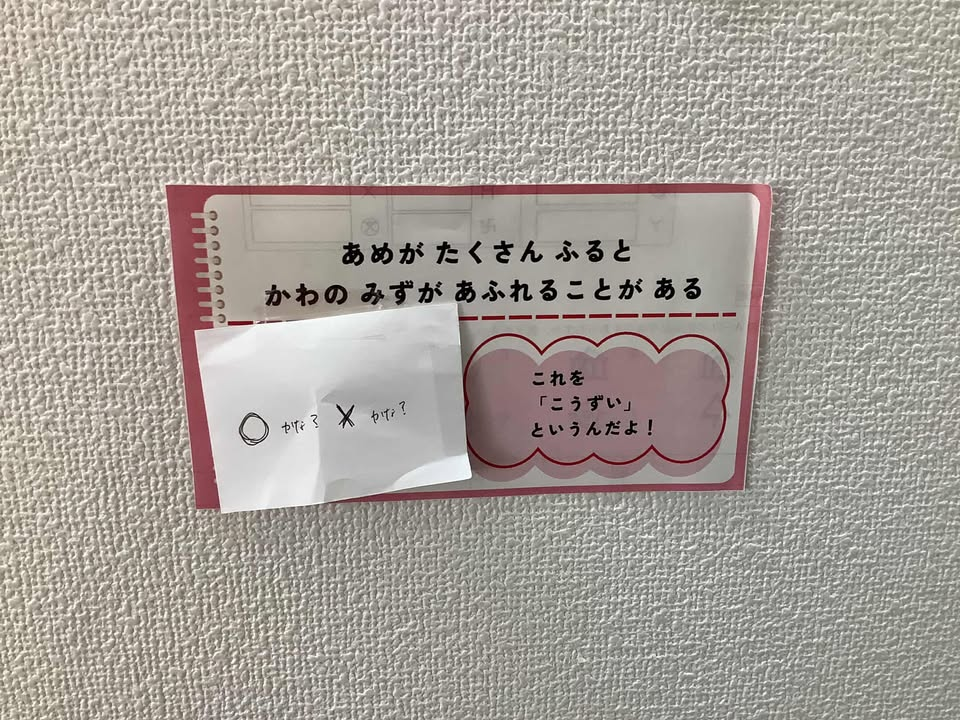 あめが たくさん ふると
かわの みずが あふれることが ある
これを
「こうずい」
というんだよ！
○ かな？ × かな？